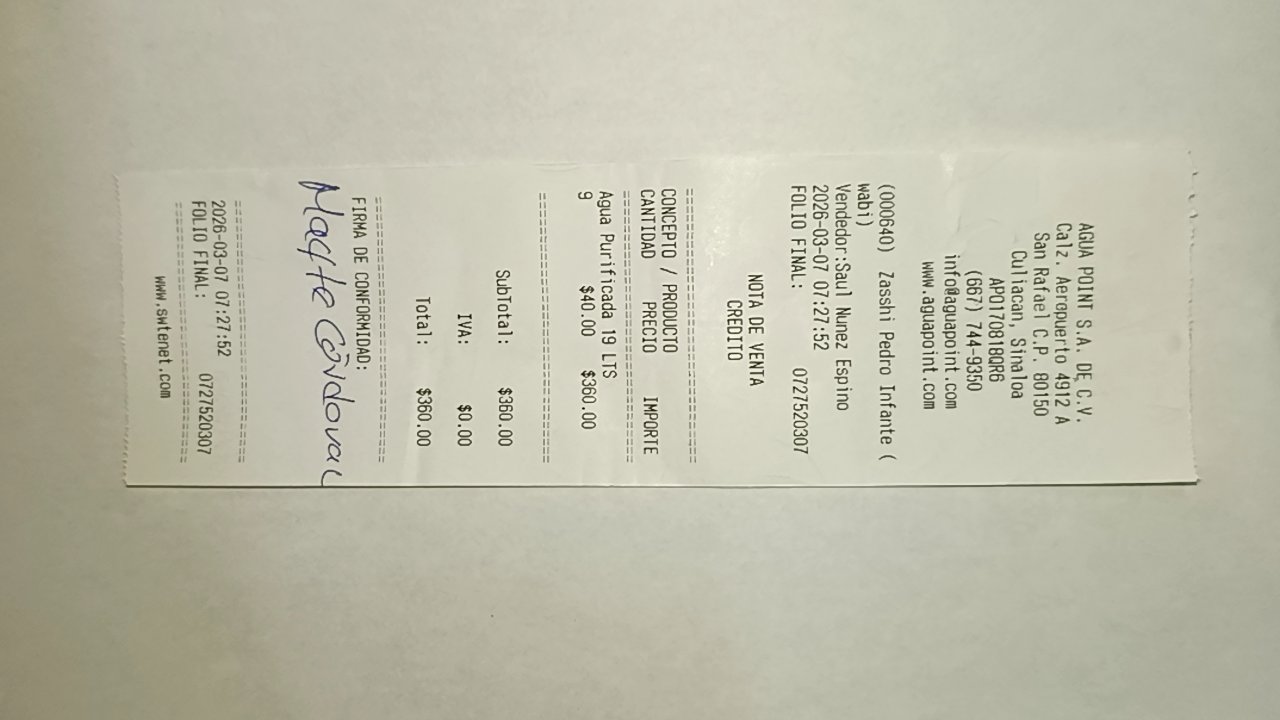 AGUA POINT S.A. DE C.V.
Calz. Aeropuerto 4912 A
San Rafael C.P. 80150
Culiacan, Sinaloa
APO170818QR6
(667) 744-9350
info@aguapoint.com
www.aguapoint.com
(000640) Zasshi Pedro Infante (
wabi)
Vendedor:Saul Nunez Espino
2026-03-07 07:27:52
FOLIO FINAL: 0727520307
NOTA DE VENTA
CREDITO
==============================
CONCEPTO / PRODUCTO
CANTIDAD PRECIO IMPORTE
==============================
Agua Purificada 19 LTS
9 $40.00 $360.00
==============================
SubTotal: $360.00
IVA: $0.00
Total: $360.00
==============================
FIRMA DE CONFORMIDAD:
Mayte Cordoval
==============================
2026-03-07 07:27:52
FOLIO FINAL: 0727520307
==============================
www.swtenet.com